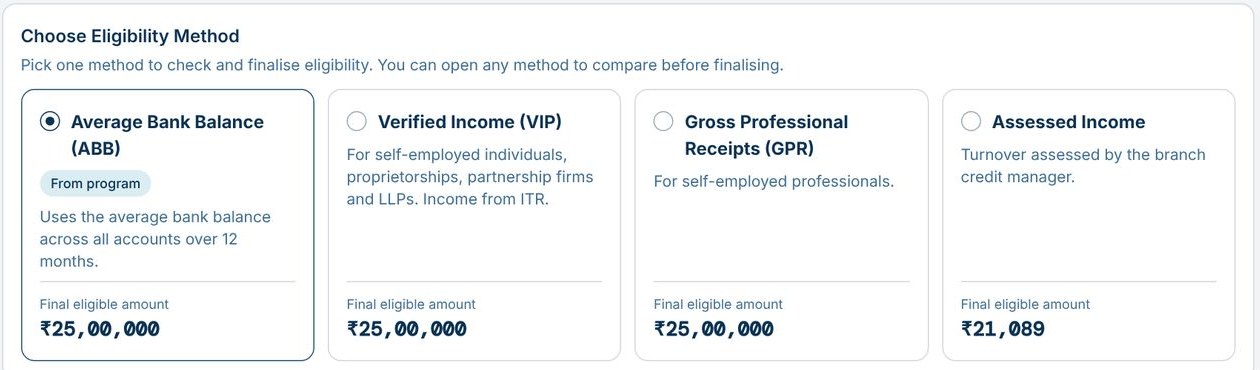 Choose Eligibility Method
Pick one method to check and finalise eligibility. You can open any method to compare before finalising.
Average Bank Balance
(ABB)
From program
Uses the average bank balance
across all accounts over 12
months.
Final eligible amount
₹25,00,000
Verified Income (VIP)
For self-employed individuals,
proprietorships, partnership firms
and LLPs. Income from ITR.
Final eligible amount
₹25,00,000
Gross Professional
Receipts (GPR)
For self-employed professionals.
Final eligible amount
₹25,00,000
Assessed Income
Turnover assessed by the branch
credit manager.
Final eligible amount
₹21,089